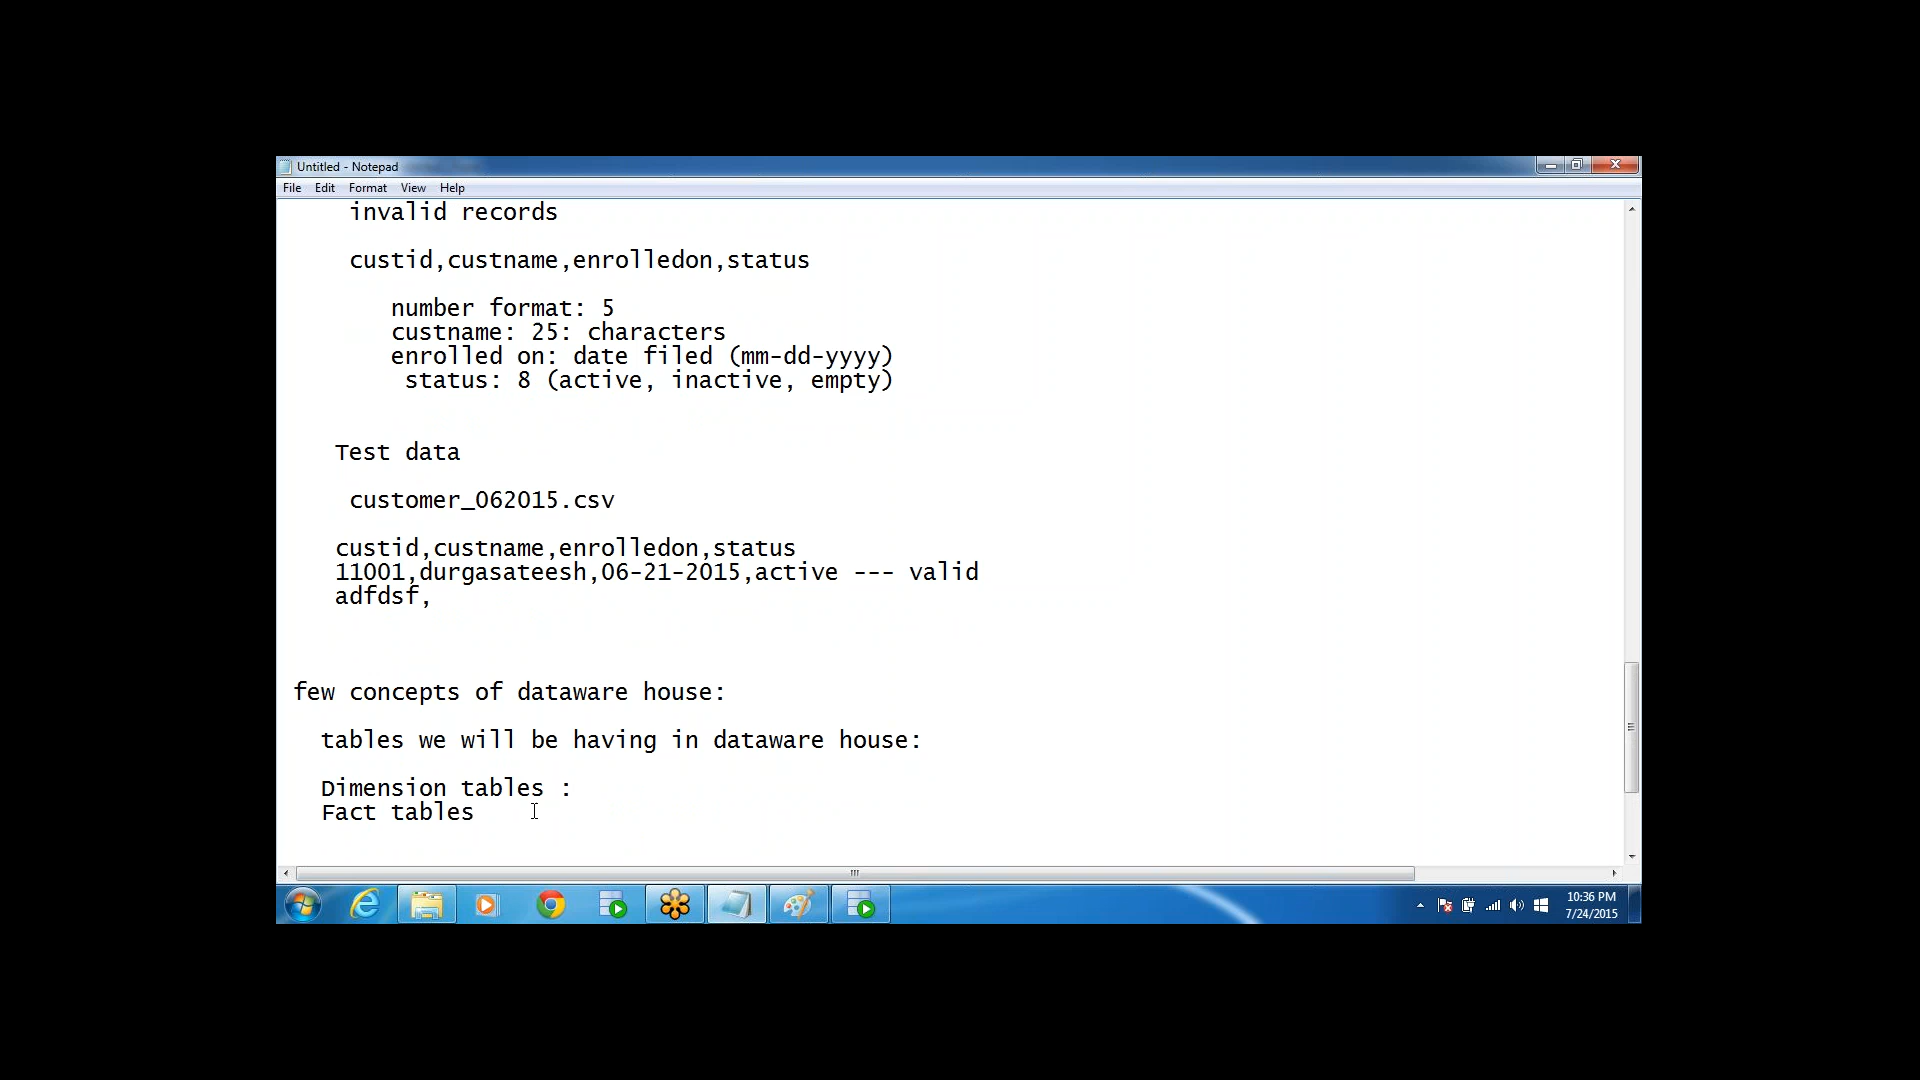 Untitled - Notepad
File Edit Format View Help
invalid records
custid,custname,enrolledon,status
number format: 5
custname: 25: characters
enrolled on: date filed (mm-dd-yyyy)
status: 8 (active, inactive, empty)
Test data
customer_062015.csv
custid,custname,enrolledon,status
11001,durgasateesh,06-21-2015,active --- valid
adfdsf,
few concepts of dataware house:
tables we will be having in dataware house:
Dimension tables :
Fact tables
10:36 PM
7/24/2015